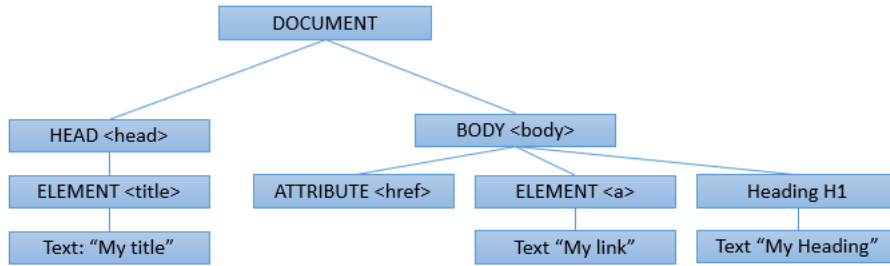 DOCUMENT
HEAD <head>
BODY <body>
ELEMENT <title>
ATTRIBUTE <href>
ELEMENT <a>
Heading H1
Text: “My title”
Text “My link”
Text “My Heading”